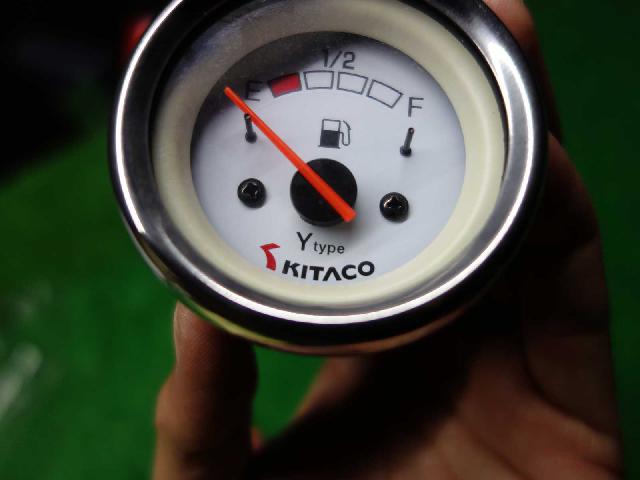 1/2
E F
Y type
KITACO